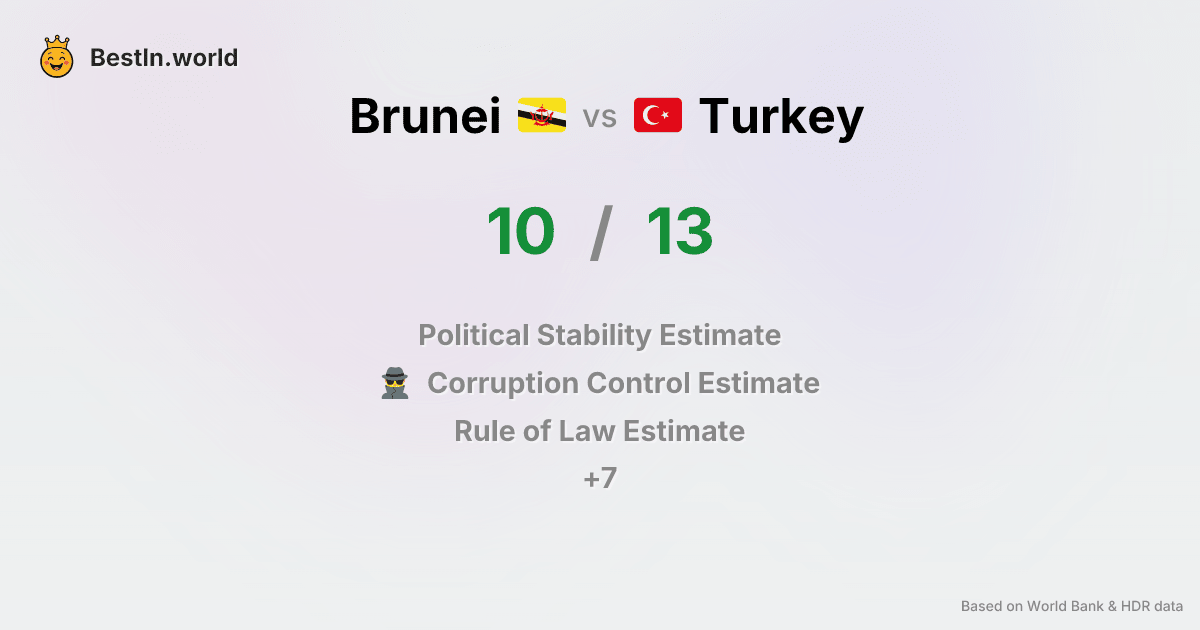 BestIn.world
Brunei vs Turkey
10 / 13
Political Stability Estimate
Corruption Control Estimate
Rule of Law Estimate
+7
Based on World Bank & HDR data